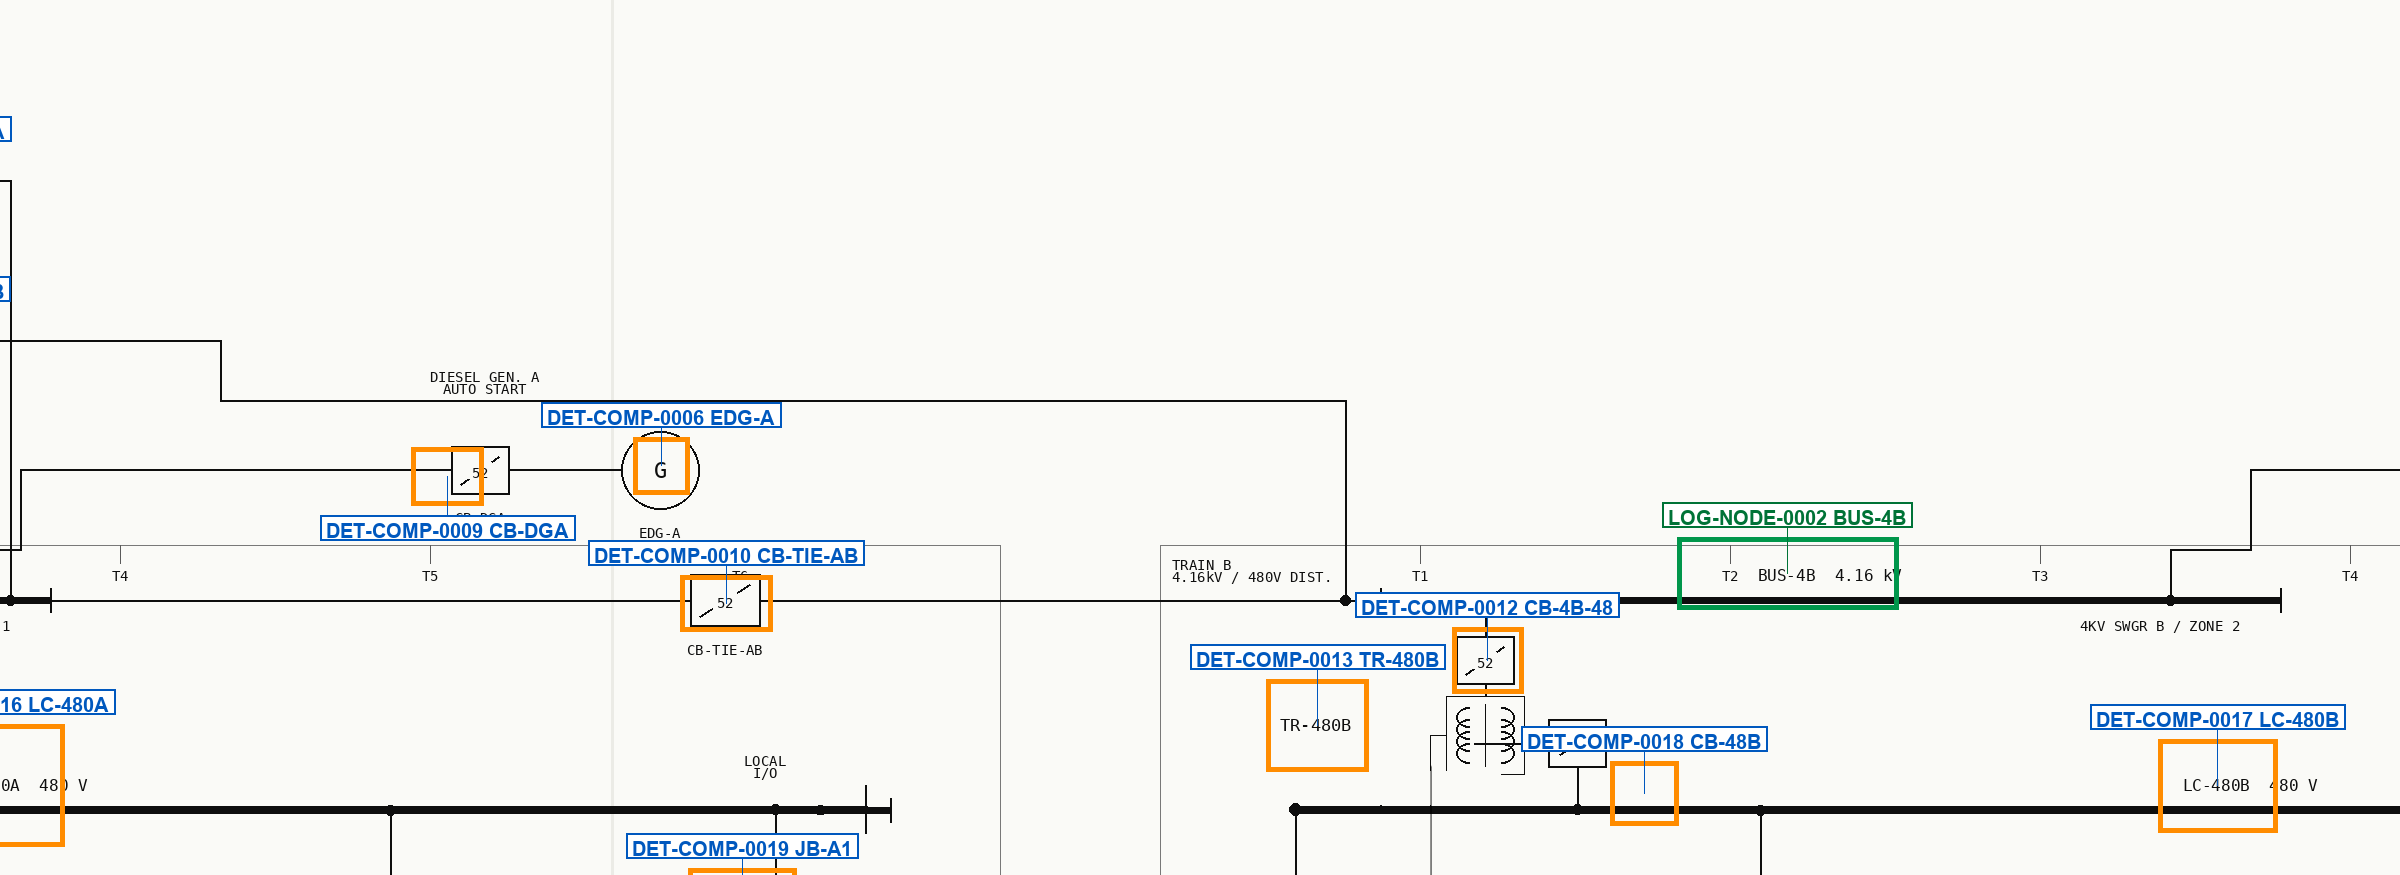 A
B
DIESEL GEN. A
AUTO START
DET-COMP-0006 EDG-A
52
G
DET-COMP-0009 CB-DGA
EDG-A
LOG-NODE-0002 BUS-4B
DET-COMP-0010 CB-TIE-AB
T4
T5
TRAIN B
4.16kV / 480V DIST.
T1
T2
BUS-4B 4.16 kV
T3
T4
52
1
DET-COMP-0012 CB-4B-48
4KV SWGR B / ZONE 2
CB-TIE-AB
DET-COMP-0013 TR-480B
52
16 LC-480A
TR-480B
DET-COMP-0017 LC-480B
DET-COMP-0018 CB-48B
LOCAL
I/O
0A 480 V
LC-480B 480 V
DET-COMP-0019 JB-A1